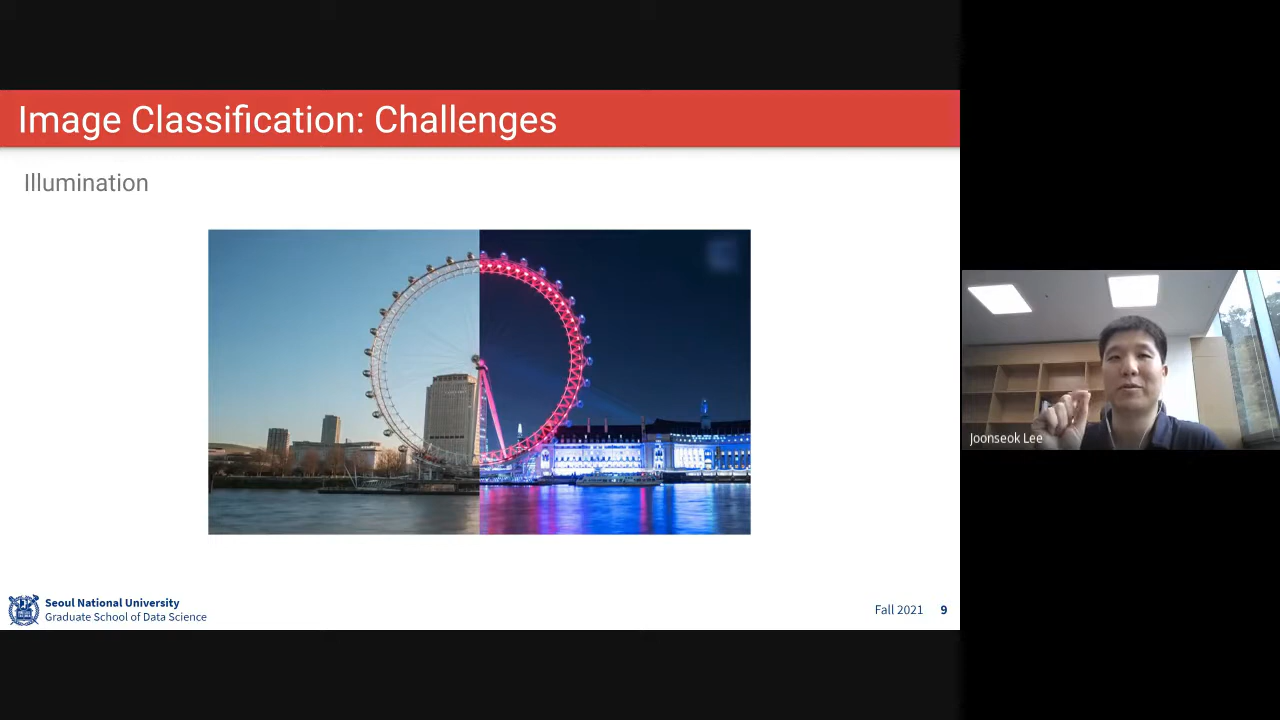 Image Classification: Challenges
Illumination
Joonseok Lee
Seoul National University
Graduate School of Data Science
Fall 2021 9